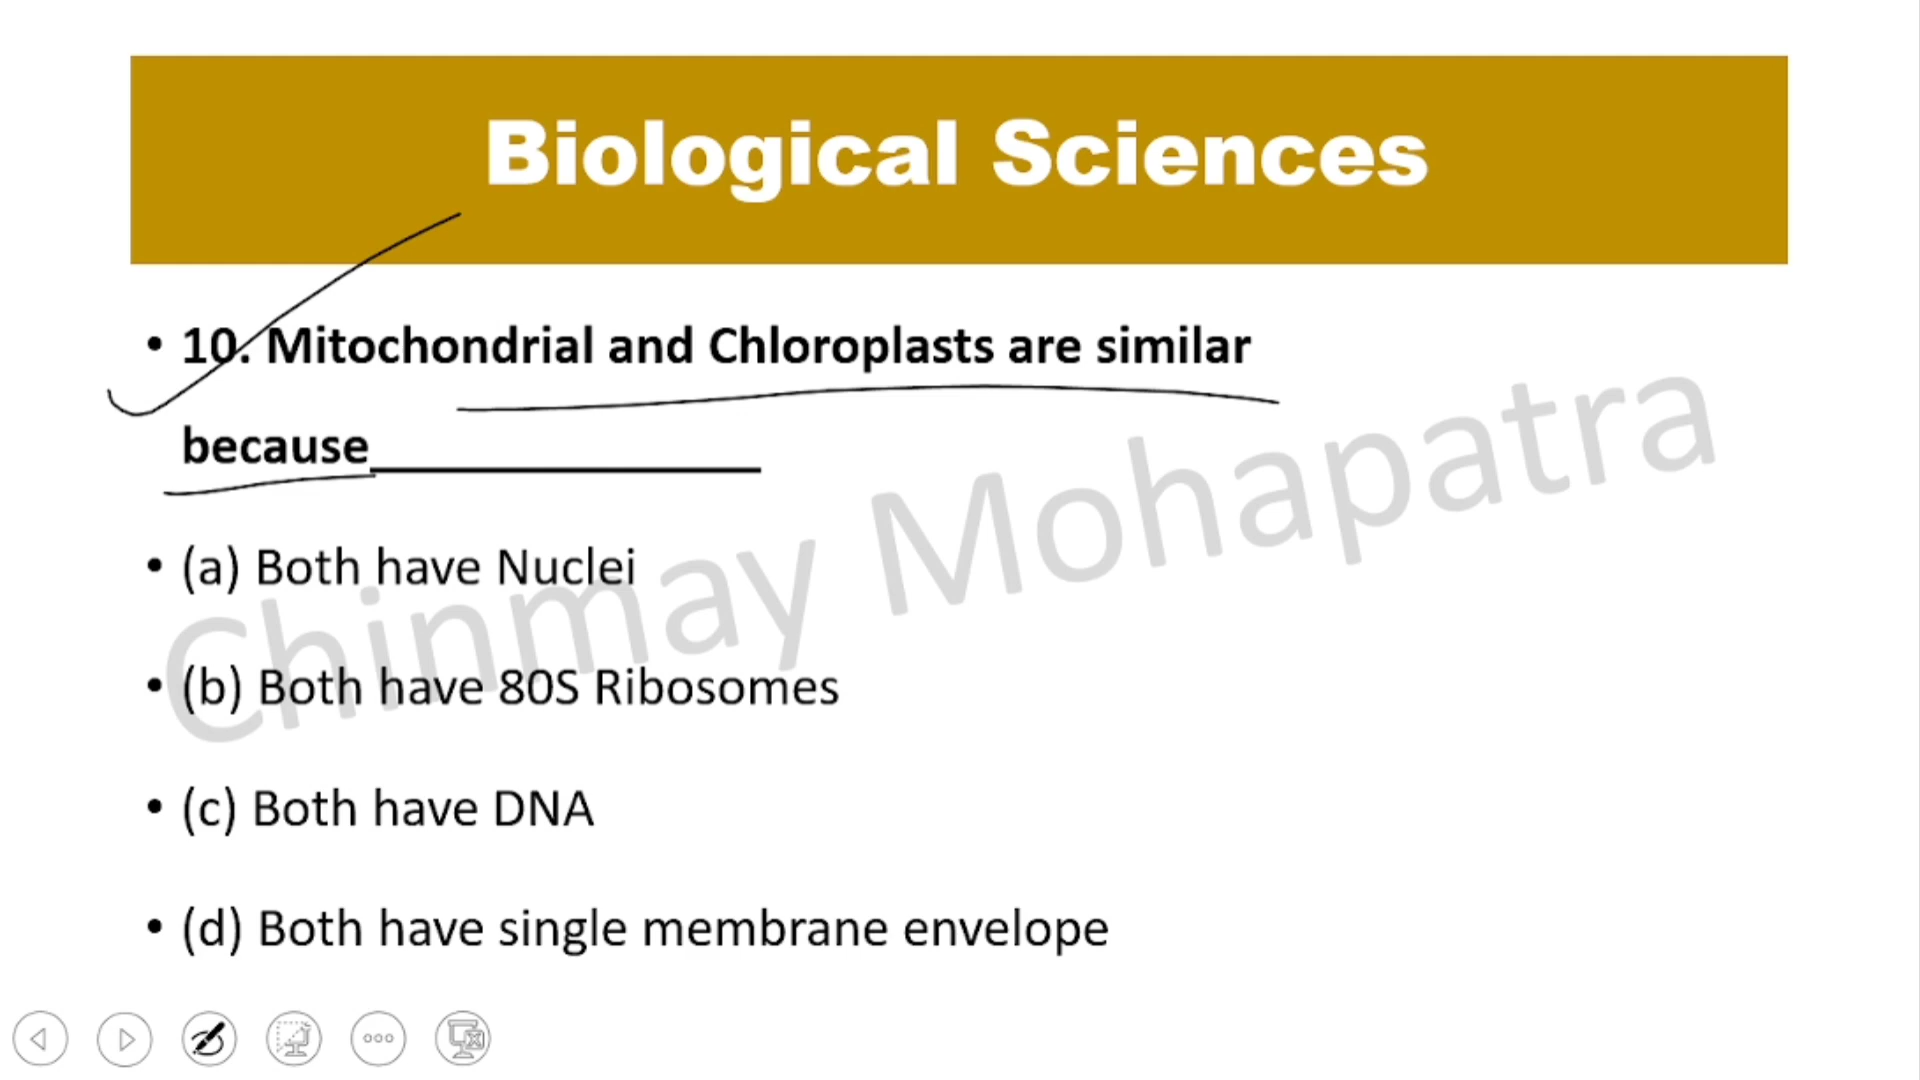 Biological Sciences
• 10. Mitochondrial and Chloroplasts are similar
because_______________
• (a) Both have Nuclei
• (b) Both have 80S Ribosomes
• (c) Both have DNA
• (d) Both have single membrane envelope
Chinmay Mohapatra